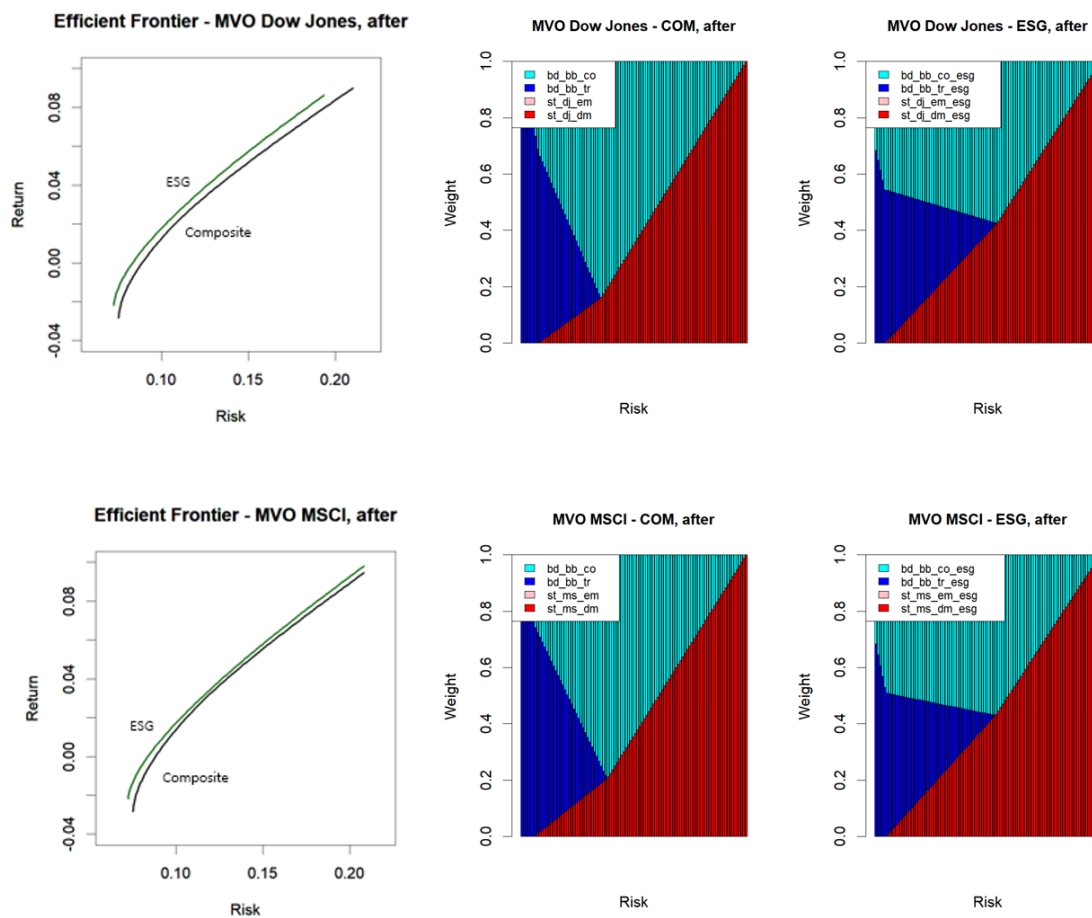 Efficient Frontier - MVO Dow Jones, after
Return
0.08
0.04
0.00
-0.04
ESG
Composite
0.10 0.15 0.20
Risk
MVO Dow Jones - COM, after
Weight
1.0
0.8
0.6
0.4
0.2
0.0
bd_bb_co
bd_bb_tr
st_dj_em
st_dj_dm
Risk
MVO Dow Jones - ESG, after
Weight
1.0
0.8
0.6
0.4
0.2
0.0
bd_bb_co_esg
bd_bb_tr_esg
st_dj_em_esg
st_dj_dm_esg
Risk
Efficient Frontier - MVO MSCI, after
Return
0.08
0.04
0.00
-0.04
ESG
Composite
0.10 0.15 0.20
Risk
MVO MSCI - COM, after
Weight
1.0
0.8
0.6
0.4
0.2
0.0
bd_bb_co
bd_bb_tr
st_ms_em
st_ms_dm
Risk
MVO MSCI - ESG, after
Weight
1.0
0.8
0.6
0.4
0.2
0.0
bd_bb_co_esg
bd_bb_tr_esg
st_ms_em_esg
st_ms_dm_esg
Risk